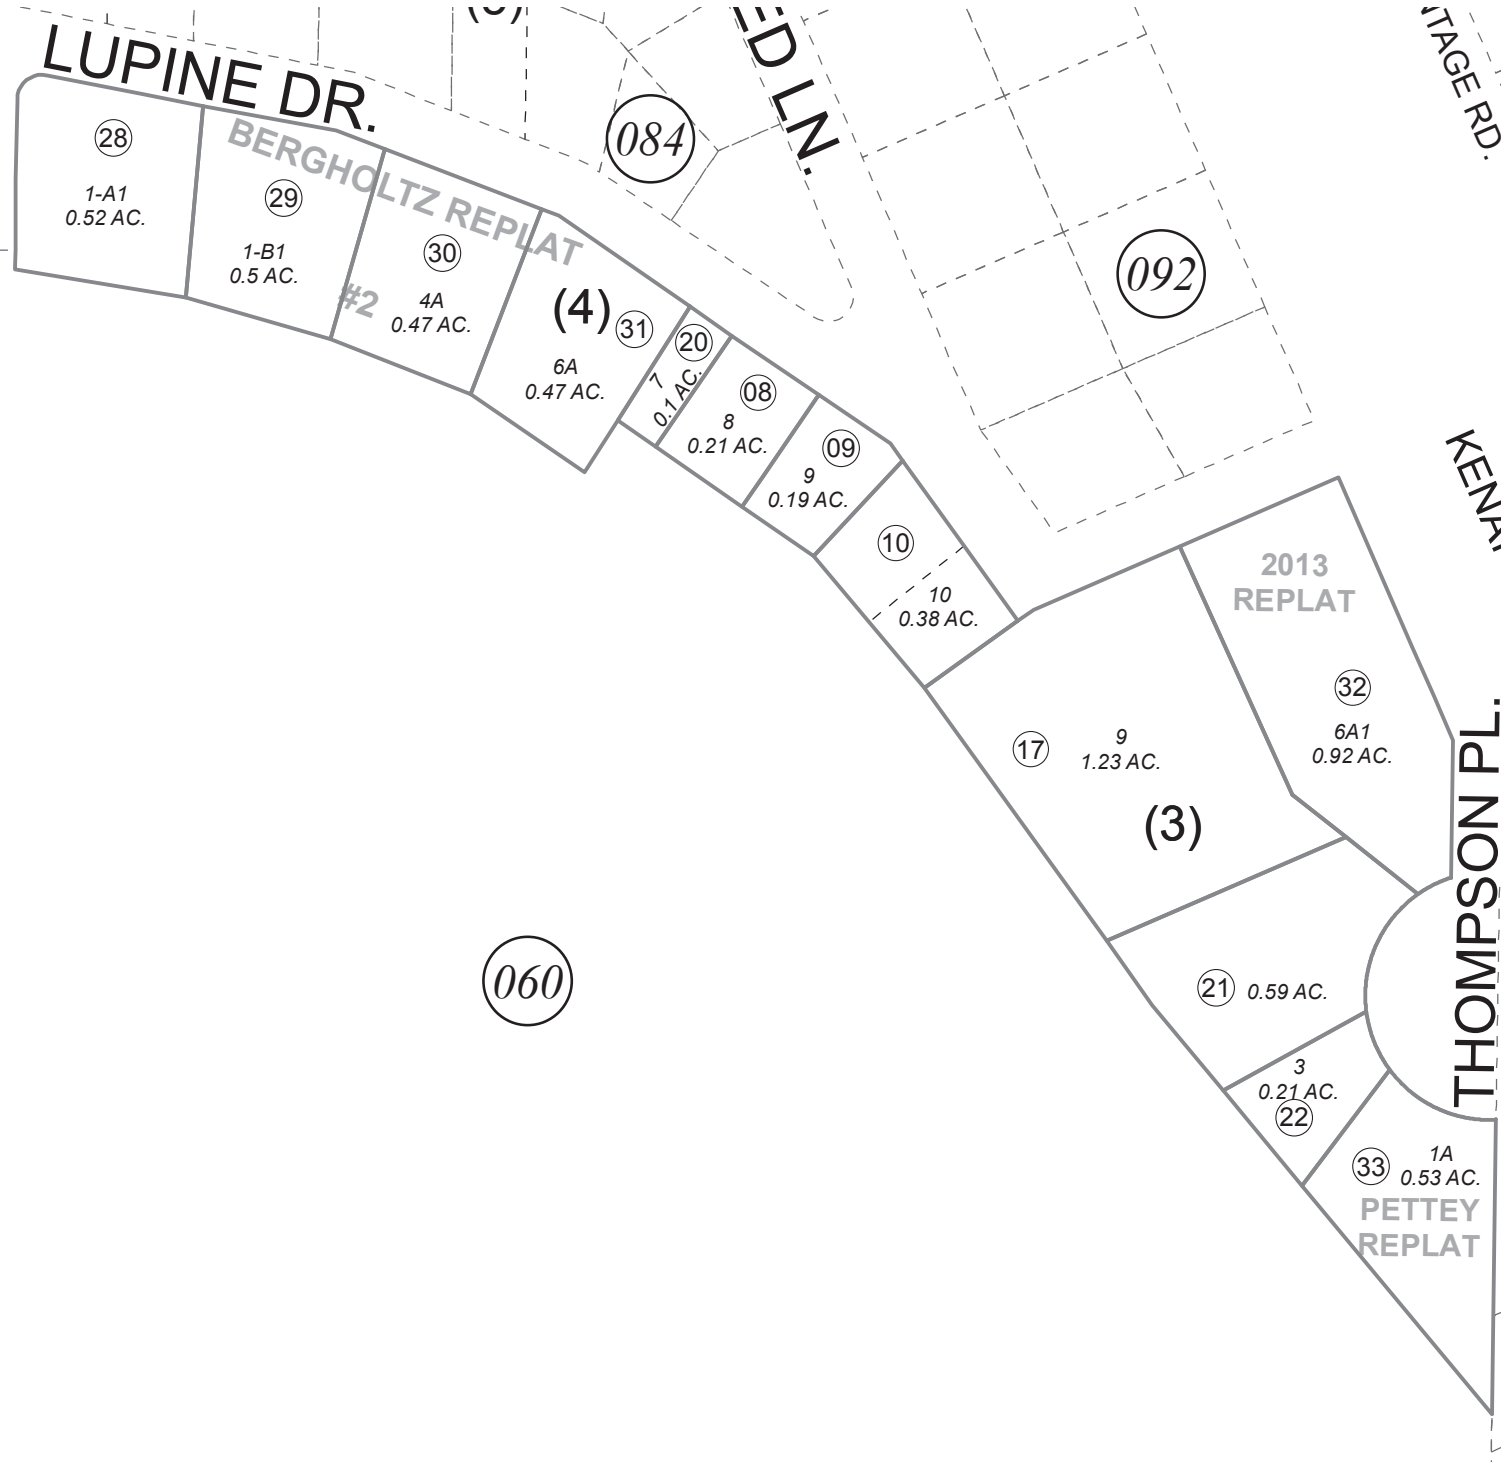 LUPINE DR.
(4)
BERGHOLTZ REPLAT
#2
28
1-A1
0.52 AC.
29
1-B1
0.5 AC.
30
4A
0.47 AC.
31
6A
0.47 AC.
20
7
0.1 AC.
08
8
0.21 AC.
09
9
0.19 AC.
10
10
0.38 AC.
084
ED LN.
092
NTAGE RD.
KENA
2013
REPLAT
32
6A1
0.92 AC.
17
9
1.23 AC.
(3)
THOMPSON PL.
060
21
0.59 AC.
3
0.21 AC.
22
33
1A
0.53 AC.
PETTEY
REPLAT